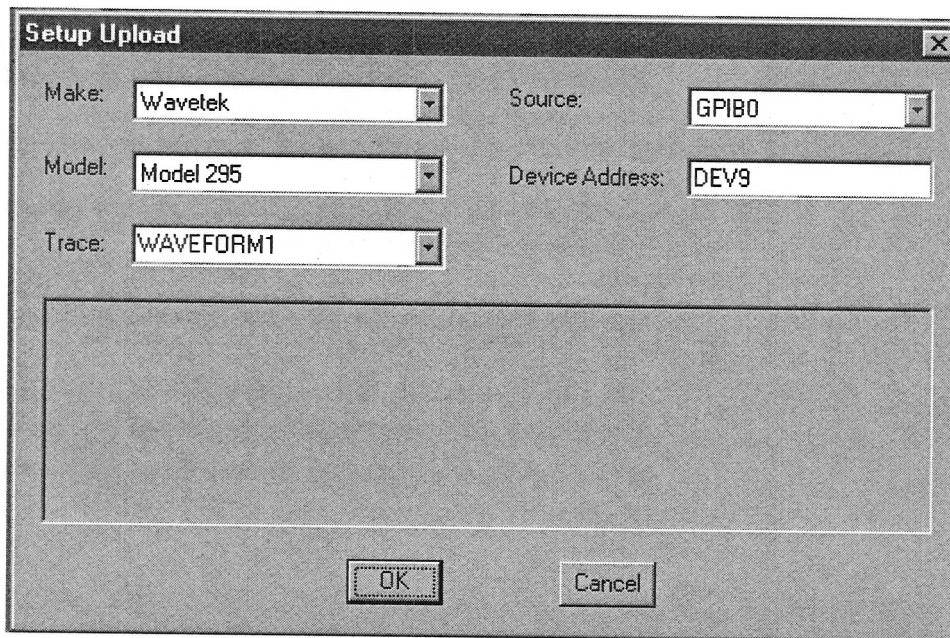 Setup Upload
Make: Wavetek
Source: GPIB0
Model: Model 295
Device Address: DEV9
Trace: WAVEFORM1
OK
Cancel